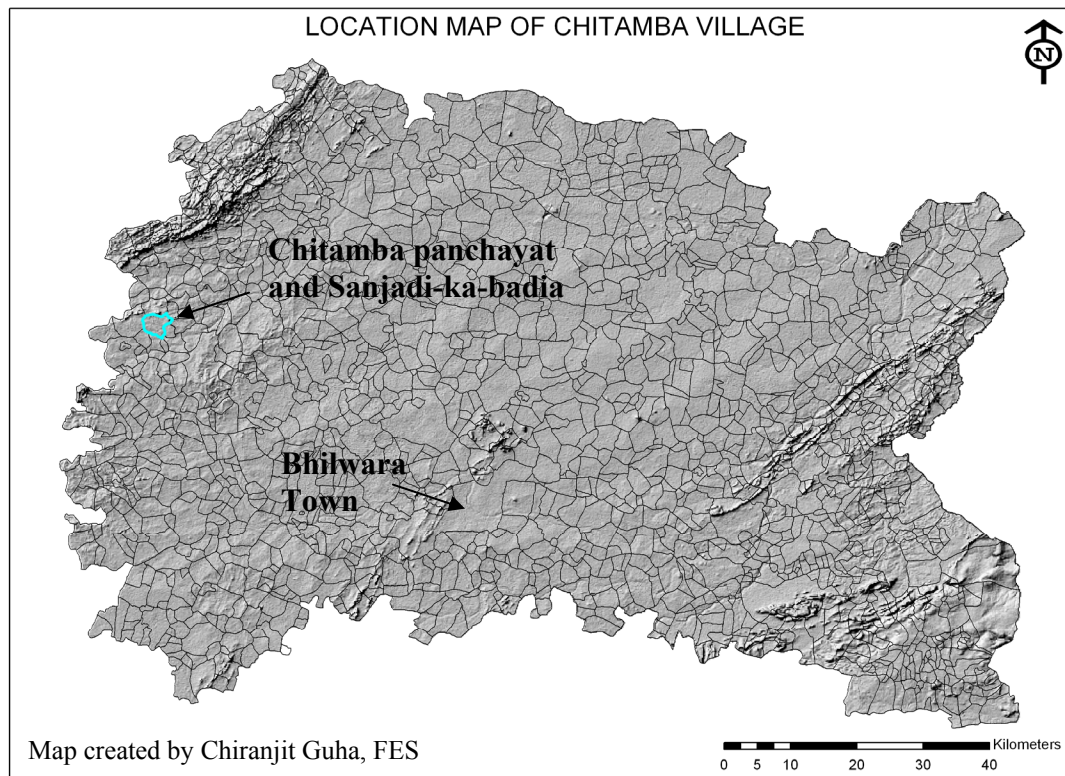 LOCATION MAP OF CHITAMBA VILLAGE
N
Chitamba panchayat
and Sanjadi-ka-badia
Bhilwara
Town
Map created by Chiranjit Guha, FES
Kilometers
0 5 10 20 30 40